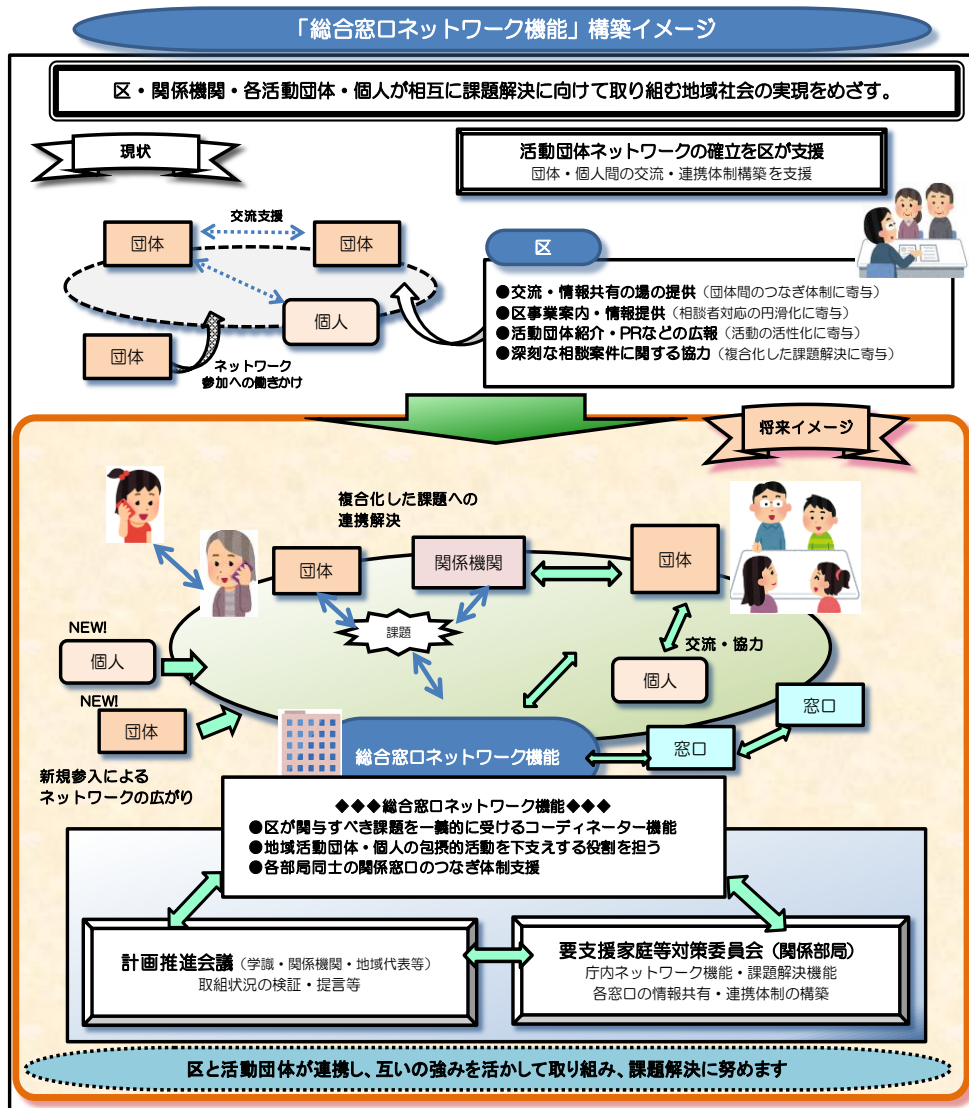 「総合窓口ネットワーク機能」構築イメージ
区・関係機関・各活動団体・個人が相互に課題解決に向けて取り組む地域社会の実現をめざす。
現状
活動団体ネットワークの確立を区が支援
団体・個人間の交流・連携体制構築を支援
交流支援
団体
団体
個人
団体
ネットワーク
参加への働きかけ
区
●交流・情報共有の場の提供（団体間のつなぎ体制に寄与）
●区事業案内・情報提供（相談者対応の円滑化に寄与）
●活動団体紹介・PRなどの広報（活動の活性化に寄与）
●深刻な相談案件に関する協力（複合化した課題解決に寄与）
将来イメージ
複合化した課題への
連携解決
団体
関係機関
団体
課題
NEW!
個人
交流・協力
個人
NEW!
団体
窓口
窓口
新規参入による
ネットワークの広がり
総合窓口ネットワーク機能
◆◆◆総合窓口ネットワーク機能◆◆◆
●区が関与すべき課題を一義的に受けるコーディネーター機能
●地域活動団体・個人の包摂的活動を下支えする役割を担う
●各部局同士の関係窓口のつなぎ体制支援
計画推進会議（学識・関係機関・地域代表等）
取組状況の検証・提言等
要支援家庭等対策委員会（関係部局）
庁内ネットワーク機能・課題解決機能
各窓口の情報共有・連携体制の構築
区と活動団体が連携し、互いの強みを活かして取り組み、課題解決に努めます